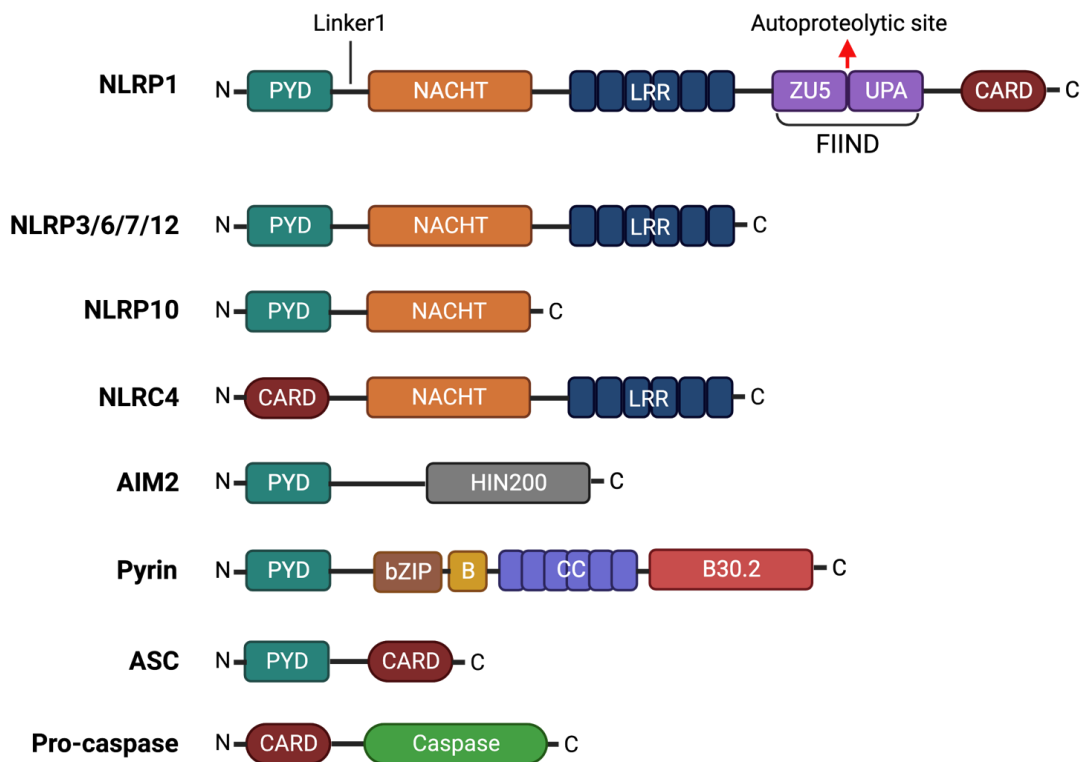 Linker1
Autoproteolytic site
NLRP1 N PYD NACHT LRR ZU5 UPA CARD C
FIIND
NLRP3/6/7/12 N PYD NACHT LRR C
NLRP10 N PYD NACHT C
NLRC4 N CARD NACHT LRR C
AIM2 N PYD HIN200 C
Pyrin N PYD bZIP B CC B30.2 C
ASC N PYD CARD C
Pro-caspase N CARD Caspase C